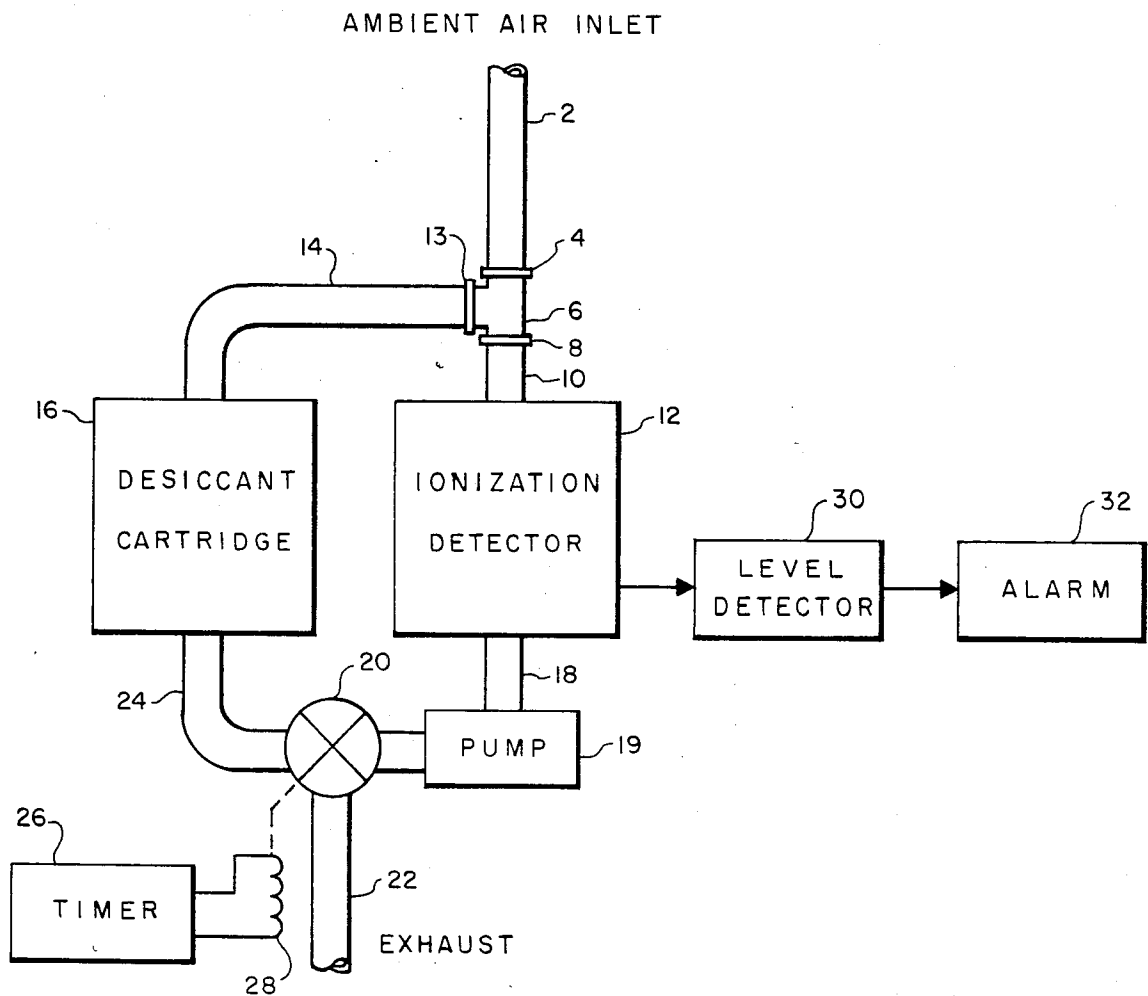 AMBIENT AIR INLET
2
13
4
14
6
8
10
16
12
DESICCANT
CARTRIDGE
IONIZATION
DETECTOR
30
32
LEVEL
DETECTOR
ALARM
20
18
24
PUMP
19
26
22
TIMER
EXHAUST
28